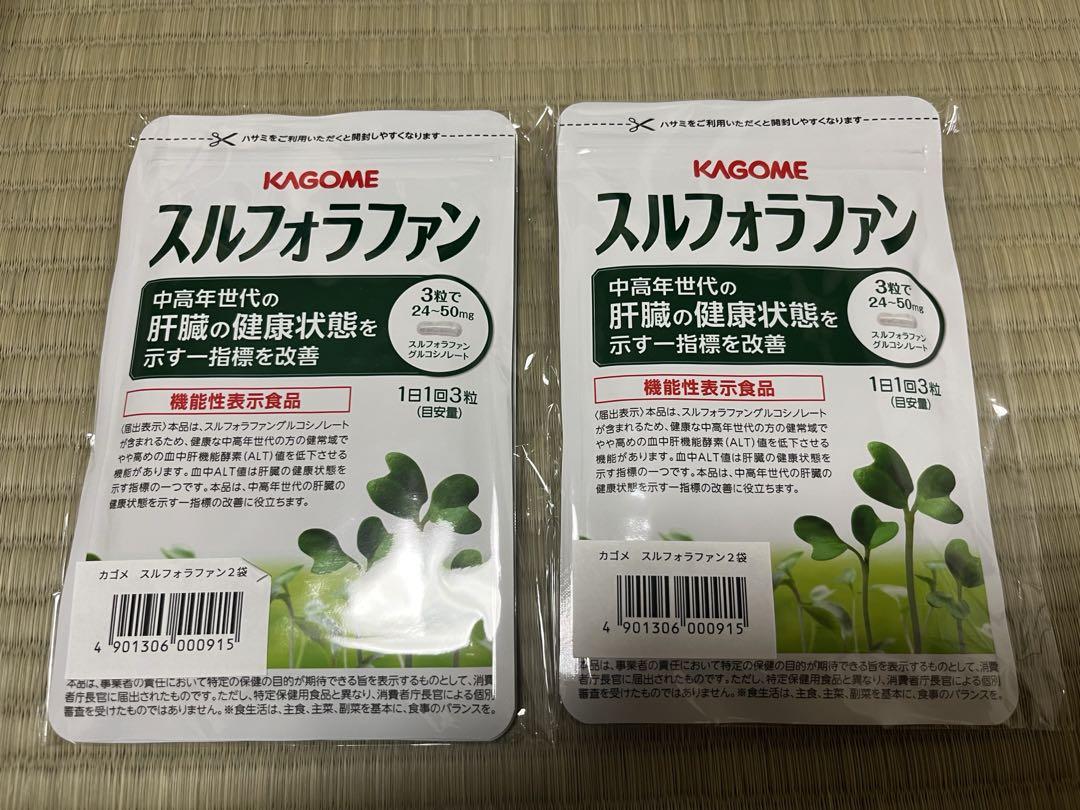 ハサミをご利用いただくと開封しやすくなります
KAGOME
スルフォラファン
中高年世代の
肝臓の健康状態を
示す一指標を改善
3粒で
24~50mg
スルフォラファン
グルコシノレート
機能性表示食品
1日1回3粒
(目安量)
〈届出表示〉本品は、スルフォラファングルコシノレート
が含まれるため、健康な中高年世代の方の健常域で
やや高めの血中肝機能酵素(ALT)値を低下させる
機能があります。血中ALT値は肝臓の健康状態を
示す指標の一つです。本品は、中高年世代の肝臓の
健康状態を示す一指標の改善に役立ちます。
カゴメ スルフォラファン2袋
4 901306 000915
本品は、事業者の責任において特定の保健の目的が期待できる旨を表示するものとして、消費
者庁長官に届出されたものです。ただし、特定保健用食品と異なり、消費者庁長官による個別
審査を受けたものではありません。※食生活は、主食、主菜、副菜を基本に、食事のバランスを。
ハサミをご利用いただくと開封しやすくなります
KAGOME
スルフォラファン
中高年世代の
肝臓の健康状態を
示す一指標を改善
3粒で
24~50mg
スルフォラファン
グルコシノレート
機能性表示食品
1日1回3粒
(目安量)
〈届出表示〉本品は、スルフォラファングルコシノレート
が含まれるため、健康な中高年世代の方の健常域で
やや高めの血中肝機能酵素(ALT)値を低下させる
機能があります。血中ALT値は肝臓の健康状態を
示す指標の一つです。本品は、中高年世代の肝臓の
健康状態を示す一指標の改善に役立ちます。
カゴメ スルフォラファン2袋
4 901306 000915
本品は、事業者の責任において特定の保健の目的が期待できる旨を表示するものとして、消費
者庁長官に届出されたものです。ただし、特定保健用食品と異なり、消費者庁長官による個別
審査を受けたものではありません。※食生活は、主食、主菜、副菜を基本に、食事のバランスを。